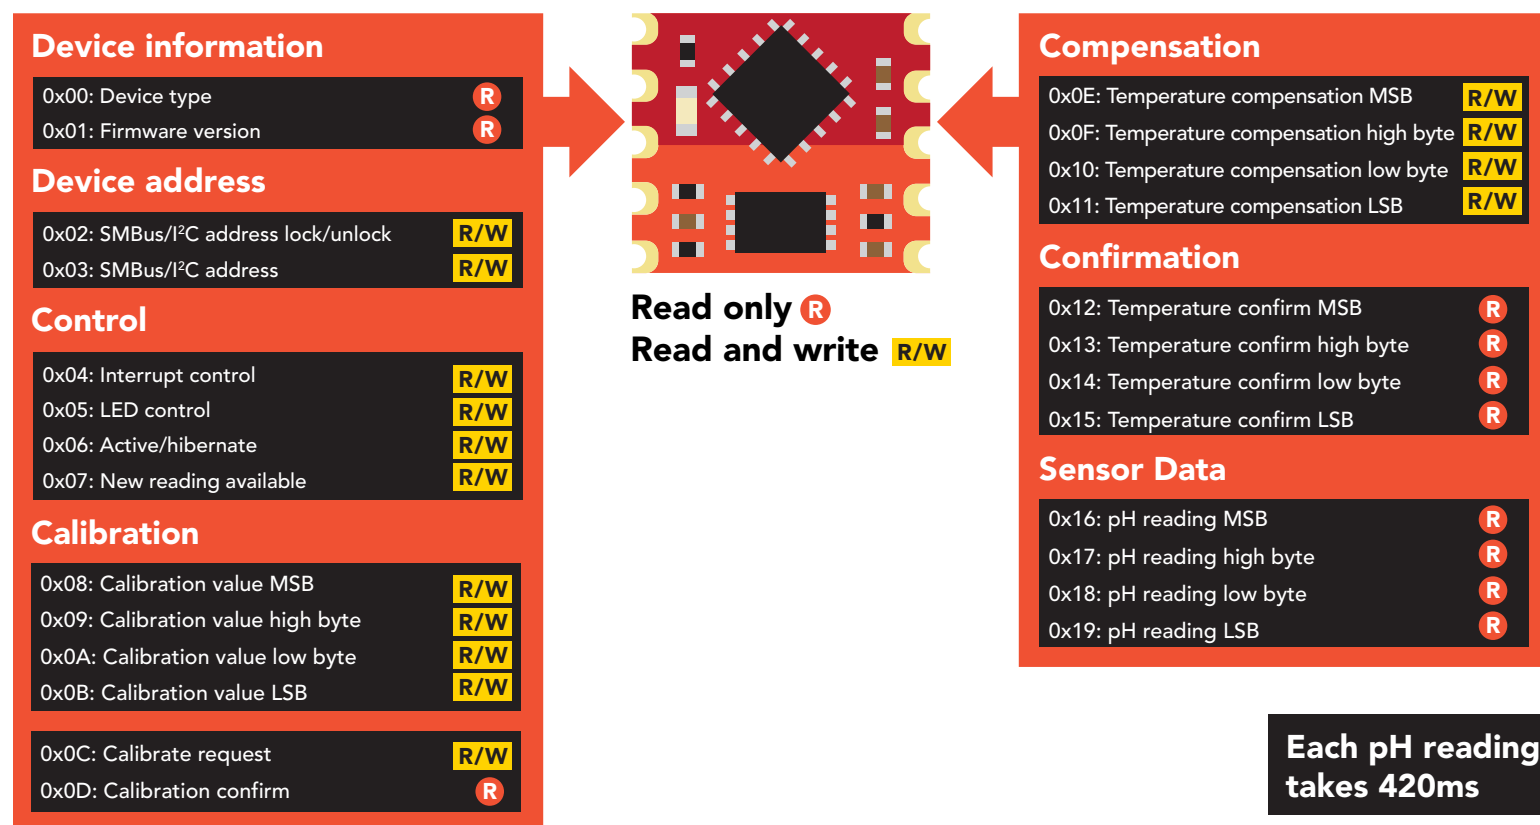 Device information
0x00: Device type R
0x01: Firmware version R
Device address
0x02: SMBus/I²C address lock/unlock R/W
0x03: SMBus/I²C address R/W
Control
0x04: Interrupt control R/W
0x05: LED control R/W
0x06: Active/hibernate R/W
0x07: New reading available R/W
Calibration
0x08: Calibration value MSB R/W
0x09: Calibration value high byte R/W
0x0A: Calibration value low byte R/W
0x0B: Calibration value LSB R/W
0x0C: Calibrate request R/W
0x0D: Calibration confirm R
Read only R
Read and write R/W
Compensation
0x0E: Temperature compensation MSB R/W
0x0F: Temperature compensation high byte R/W
0x10: Temperature compensation low byte R/W
0x11: Temperature compensation LSB R/W
Confirmation
0x12: Temperature confirm MSB R
0x13: Temperature confirm high byte R
0x14: Temperature confirm low byte R
0x15: Temperature confirm LSB R
Sensor Data
0x16: pH reading MSB R
0x17: pH reading high byte R
0x18: pH reading low byte R
0x19: pH reading LSB R
Each pH reading
takes 420ms